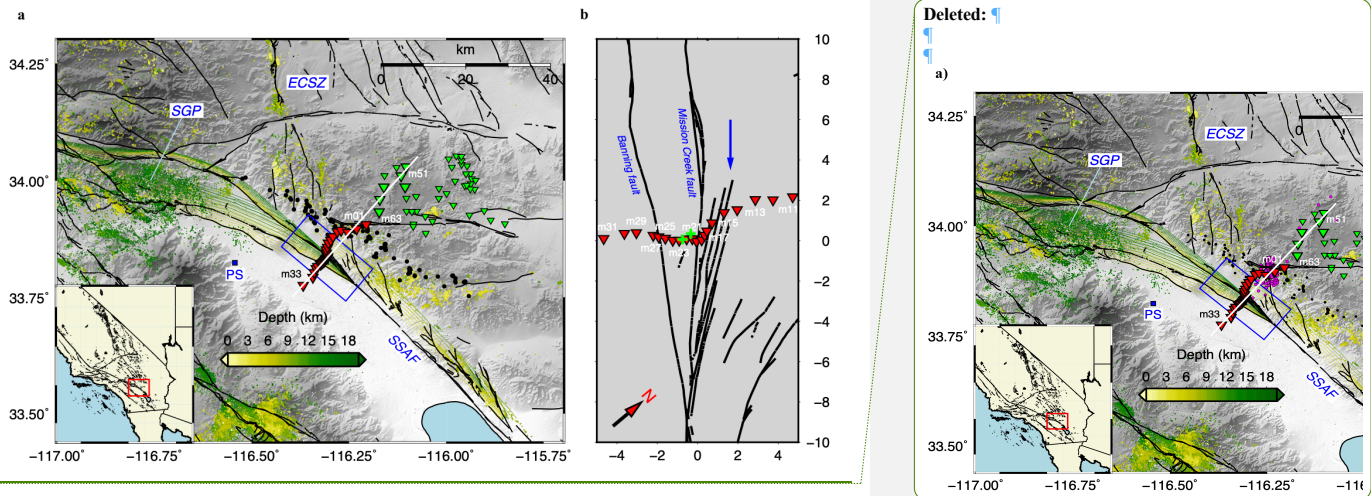 a
km
0 20 40
34.25°
34.00°
33.75°
33.50°
−117.00°
−116.75°
−116.50°
−116.25°
−116.00°
−115.75°
ECSZ
SGP
m51
m01
m63
m33
PS
Depth (km)
0 3 6 9 12 15 18
SSAF
b
10
8
6
4
2
0
−2
−4
−6
−8
−10
−4
−2
0
2
4
Banning fault
Mission Creek fault
m31
m29
m27
m25
m23
m13
m11
N
Deleted: ¶
¶
¶
a)
0
34.25°
34.00°
33.75°
33.50°
−117.00°
−116.75°
−116.50°
−116.25°
ECSZ
SGP
m51
m01
m63
m33
PS
Depth (km)
0 3 6 9 12 15 18
SSAF